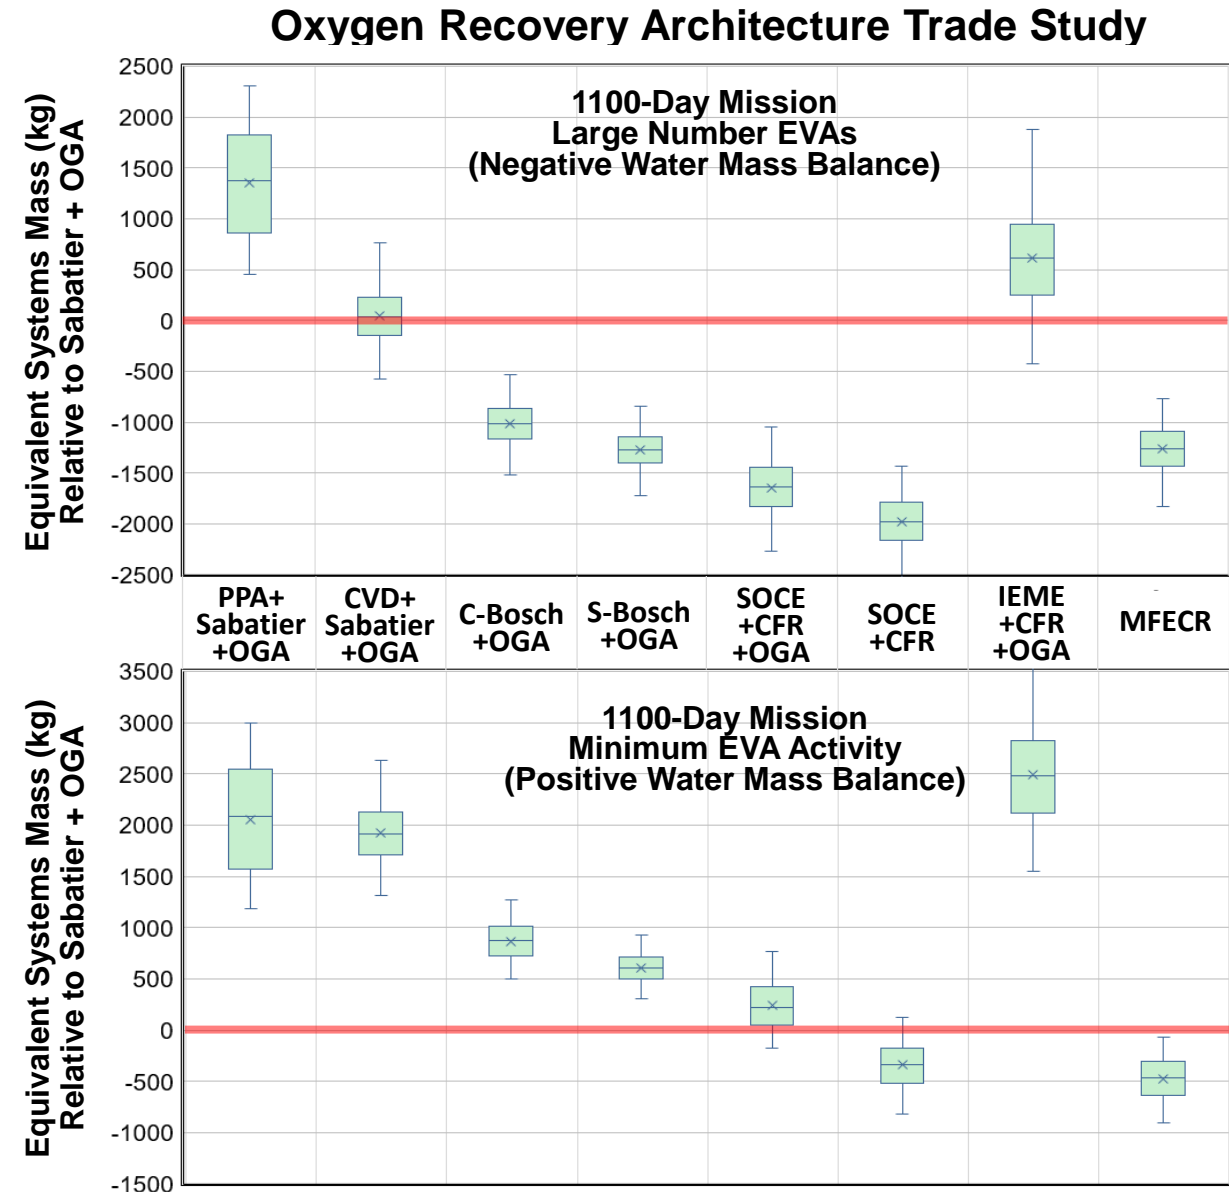 Oxygen Recovery Architecture Trade Study
Equivalent Systems Mass (kg)
Relative to Sabatier + OGA
2500
2000
1500
1000
500
0
-500
-1000
-1500
-2000
-2500
1100-Day Mission
Large Number EVAs
(Negative Water Mass Balance)
PPA+
Sabatier
+OGA
CVD+
Sabatier
+OGA
C-Bosch
+OGA
S-Bosch
+OGA
SOCE
+CFR
+OGA
SOCE
+CFR
IEME
+CFR
+OGA
MFECR
Equivalent Systems Mass (kg)
Relative to Sabatier + OGA
3500
3000
2500
2000
1500
1000
500
0
-500
-1000
-1500
1100-Day Mission
Minimum EVA Activity
(Positive Water Mass Balance)